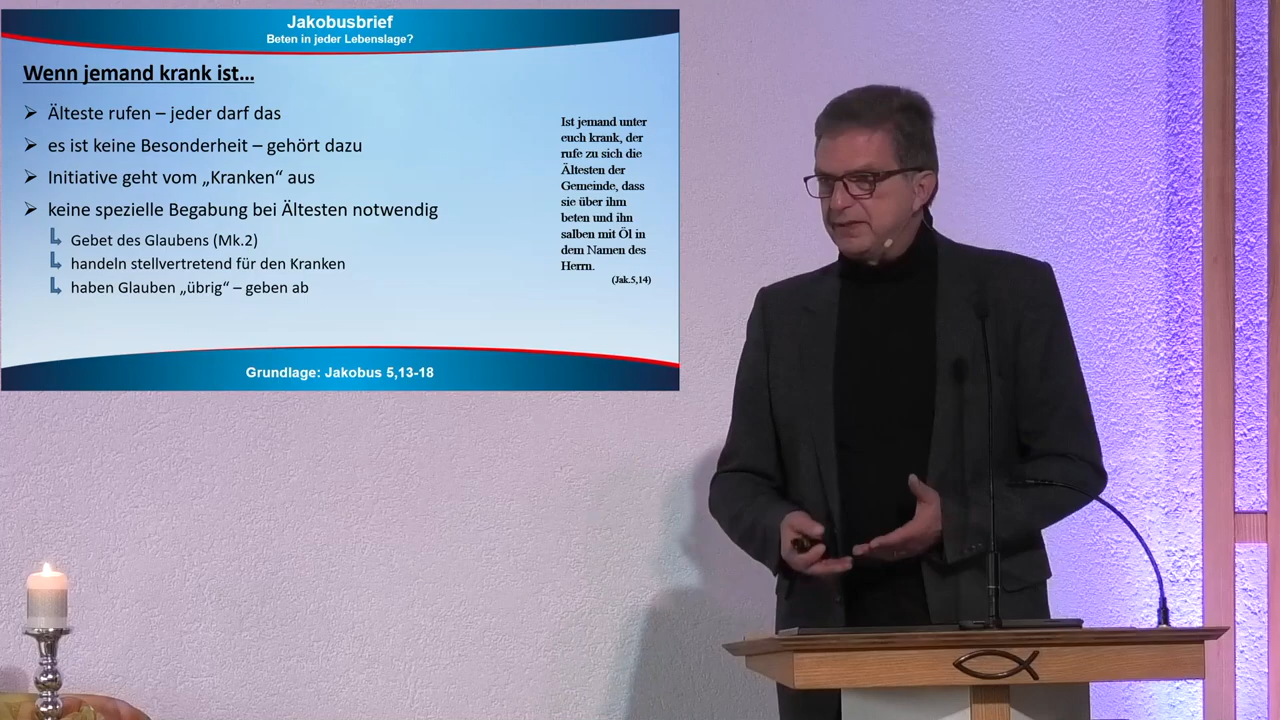 Jakobusbrief
Beten in jeder Lebenslage?
Wenn jemand krank ist...
Älteste rufen – jeder darf das
es ist keine Besonderheit – gehört dazu
Initiative geht vom „Kranken“ aus
keine spezielle Begabung bei Ältesten notwendig
Gebet des Glaubens (Mk.2)
handeln stellvertretend für den Kranken
haben Glauben „übrig“ – geben ab
Ist jemand unter
euch krank, der
rufe zu sich die
Ältesten der
Gemeinde, dass
sie über ihm
beten und ihn
salben mit Öl in
dem Namen des
Herrn.
(Jak.5,14)
Grundlage: Jakobus 5,13-18